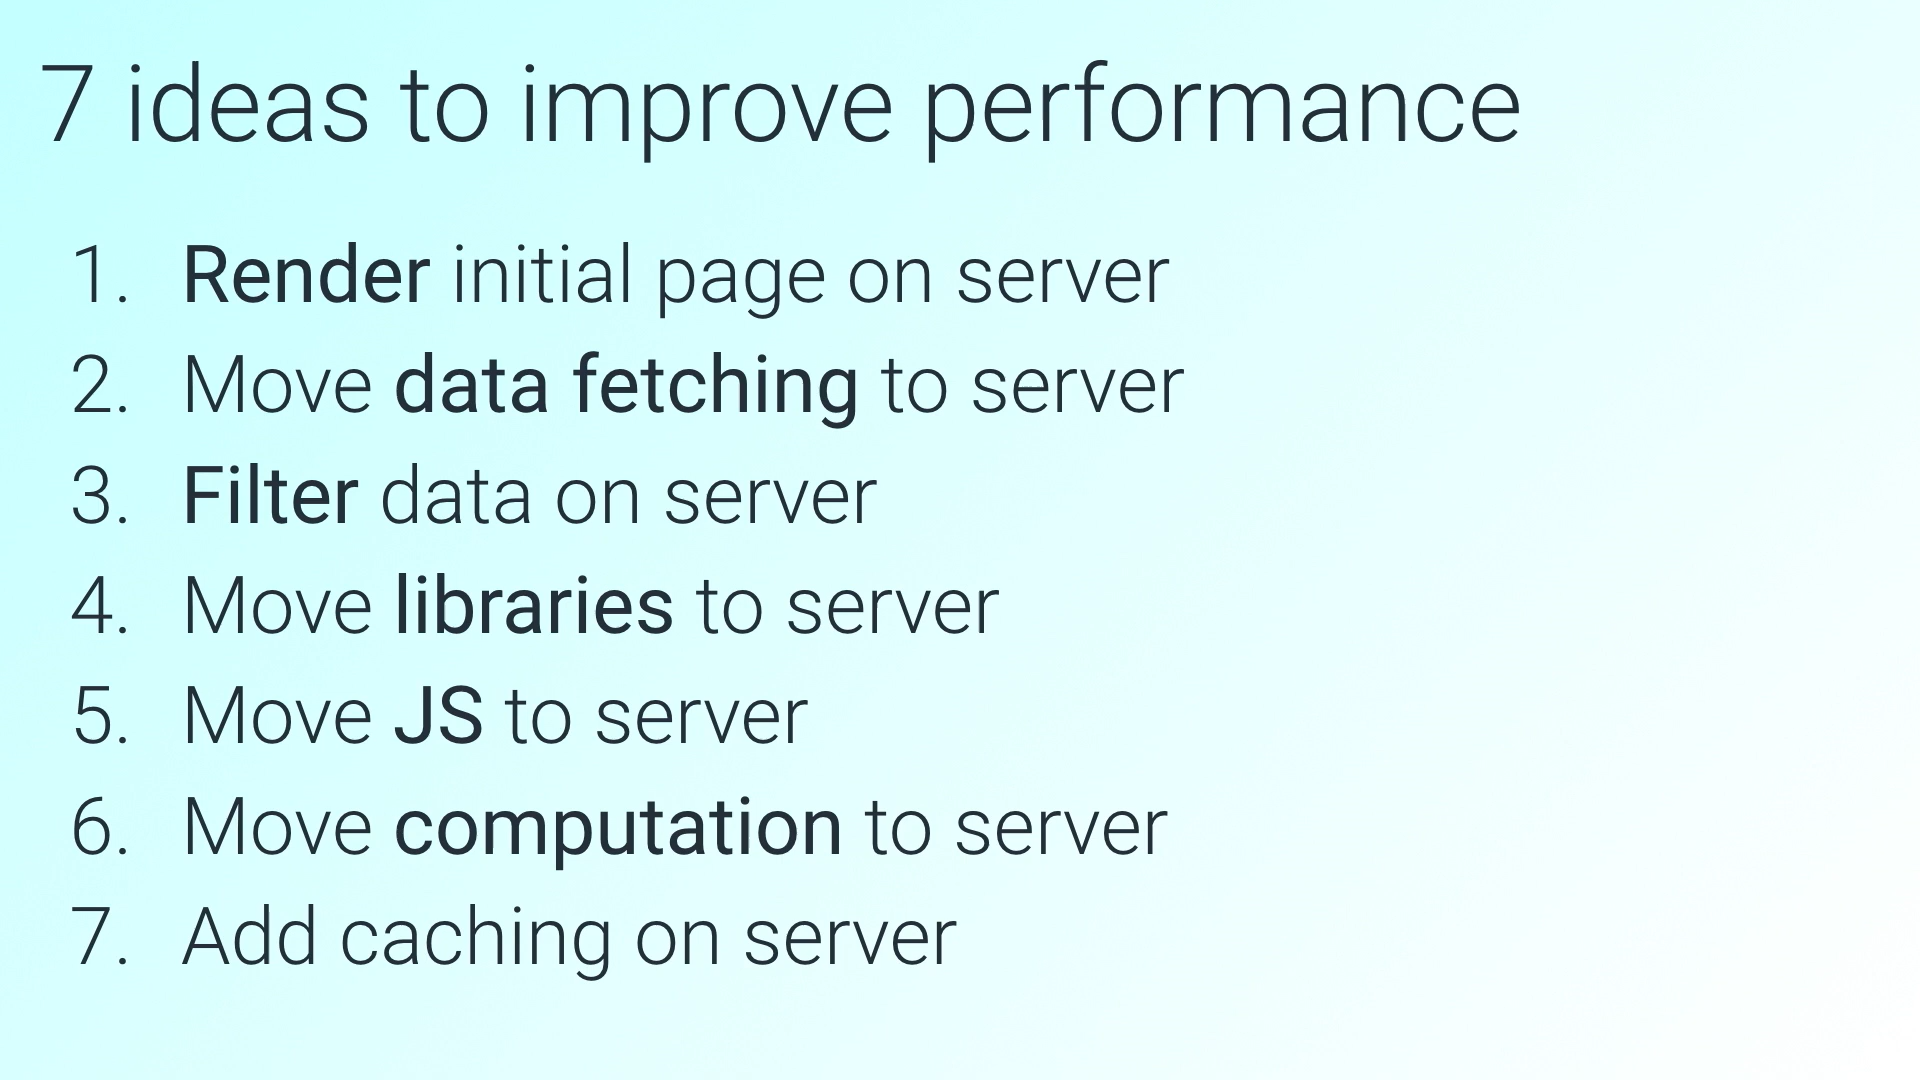 7 ideas to improve performance
1. Render initial page on server
2. Move data fetching to server
3. Filter data on server
4. Move libraries to server
5. Move JS to server
6. Move computation to server
7. Add caching on server